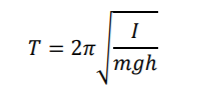 T = 2π√(I/mgh)